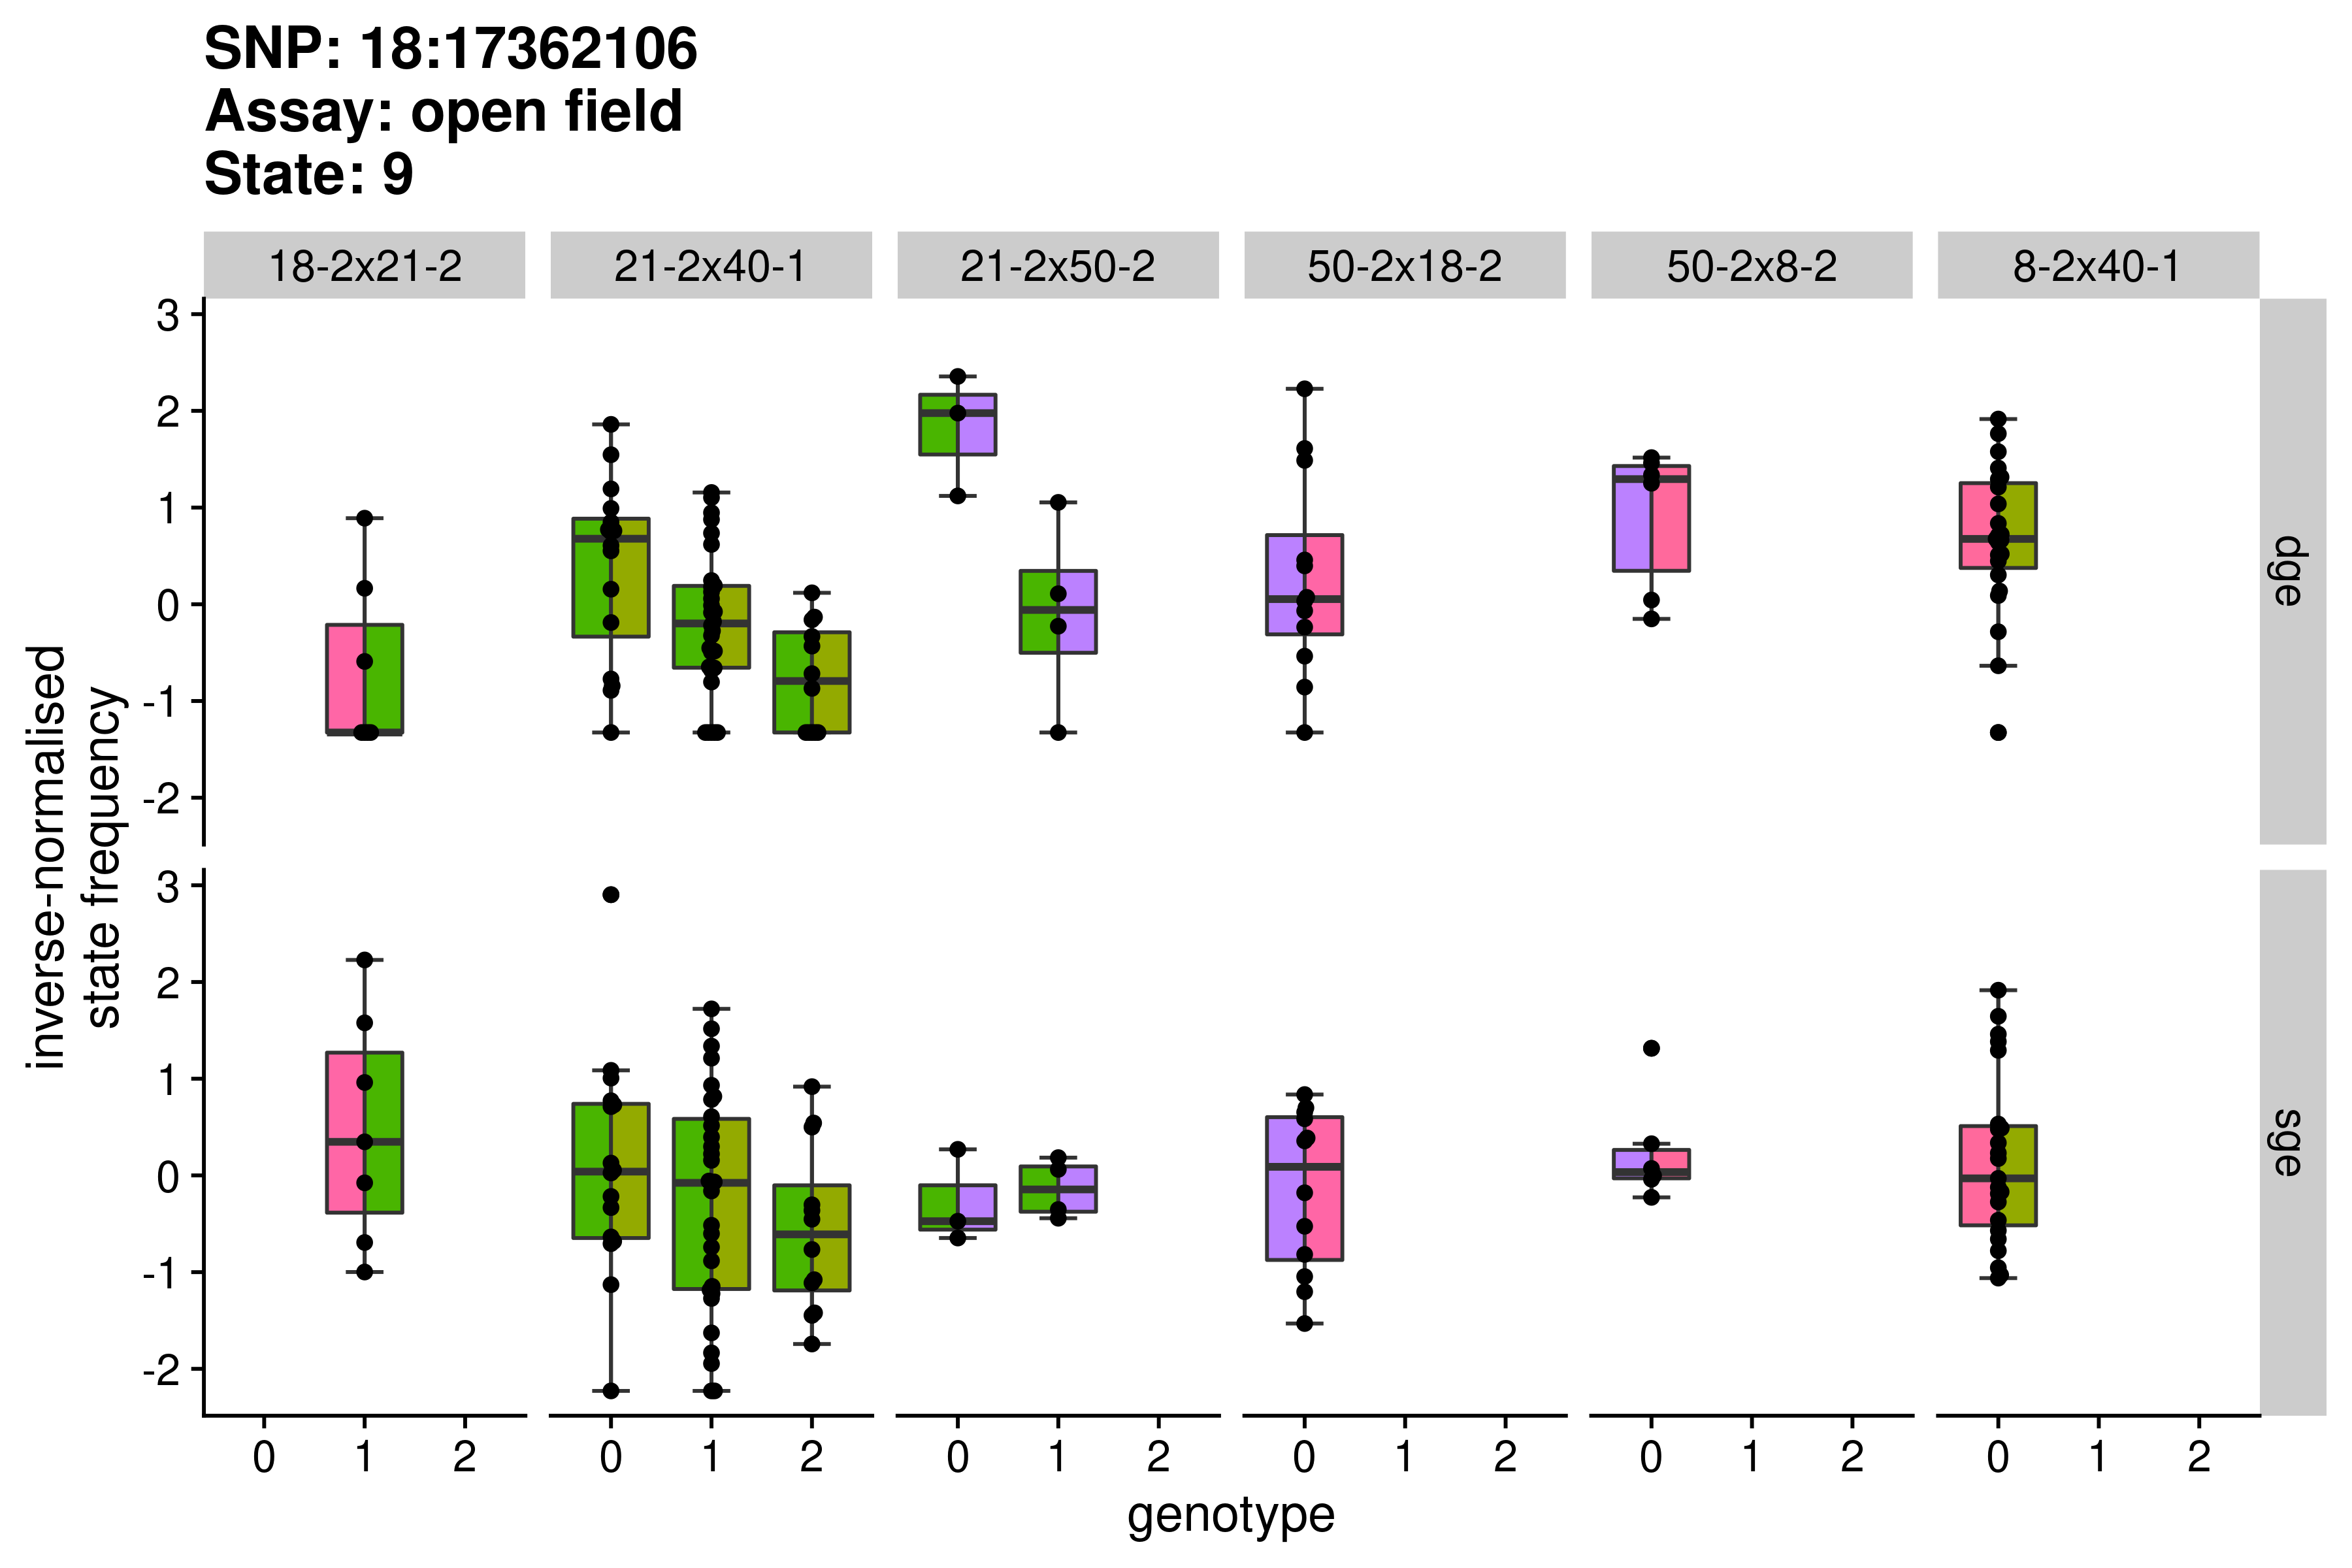 SNP: 18:17362106
Assay: open field
State: 9
18-2x21-2 21-2x40-1 21-2x50-2 50-2x18-2 50-2x8-2 8-2x40-1
3
2
1
0
-1
-2
dge
inverse-normalised
state frequency
3
2
1
0
-1
-2
sge
0 1 2 0 1 2 0 1 2 0 1 2 0 1 2 0 1 2
genotype